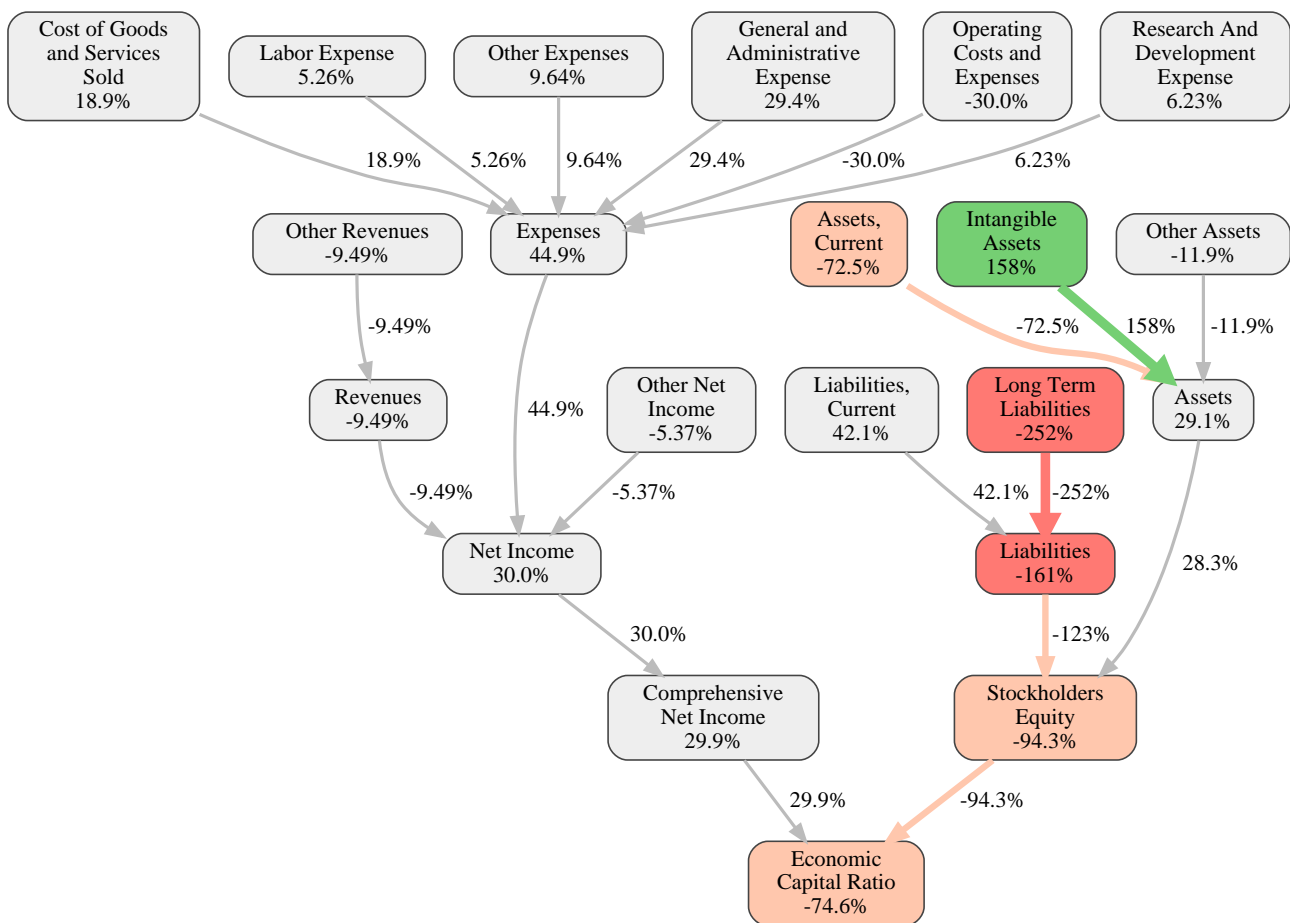 Cost of Goods
and Services
Sold
18.9%
Labor Expense
5.26%
Other Expenses
9.64%
General and
Administrative
Expense
29.4%
Operating
Costs and
Expenses
-30.0%
Research And
Development
Expense
6.23%
18.9%
5.26%
9.64%
29.4%
-30.0%
6.23%
Other Revenues
-9.49%
Expenses
44.9%
Assets,
Current
-72.5%
Intangible
Assets
158%
Other Assets
-11.9%
-9.49%
44.9%
-72.5%
158%
-11.9%
Revenues
-9.49%
Other Net
Income
-5.37%
Liabilities,
Current
42.1%
Long Term
Liabilities
-252%
Assets
29.1%
-9.49%
-5.37%
42.1%
-252%
28.3%
Net Income
30.0%
Liabilities
-161%
30.0%
-123%
Comprehensive
Net Income
29.9%
Stockholders
Equity
-94.3%
29.9%
-94.3%
Economic
Capital Ratio
-74.6%